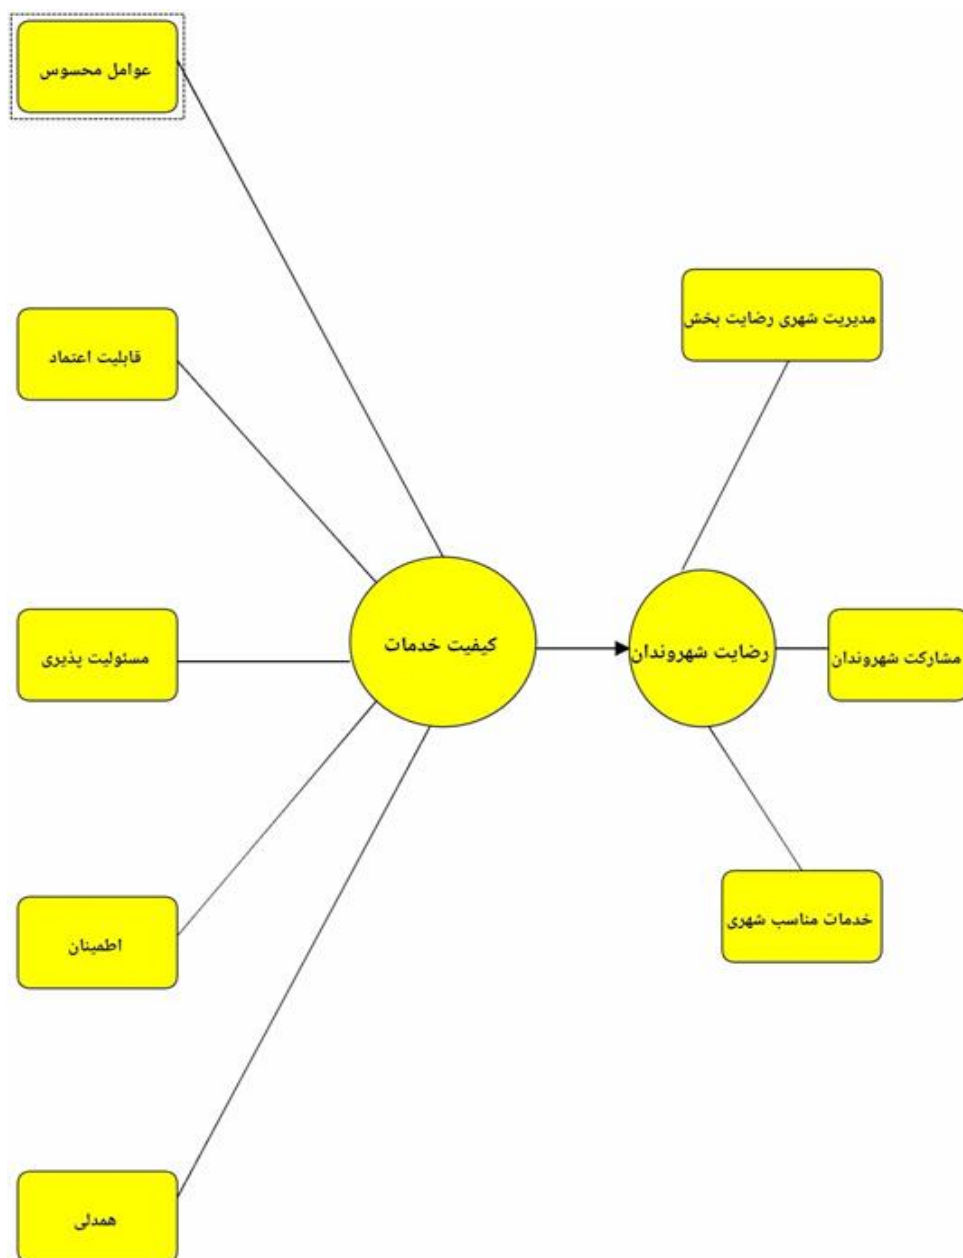 عوامل محسوس
مدیریت شهری رضایت بخش
قابلیت اعتماد
کیفیت خدمات
رضایت شهروندان
مشارکت شهروندان
مسئولیت پذیری
خدمات مناسب شهری
اطمینان
همدلی